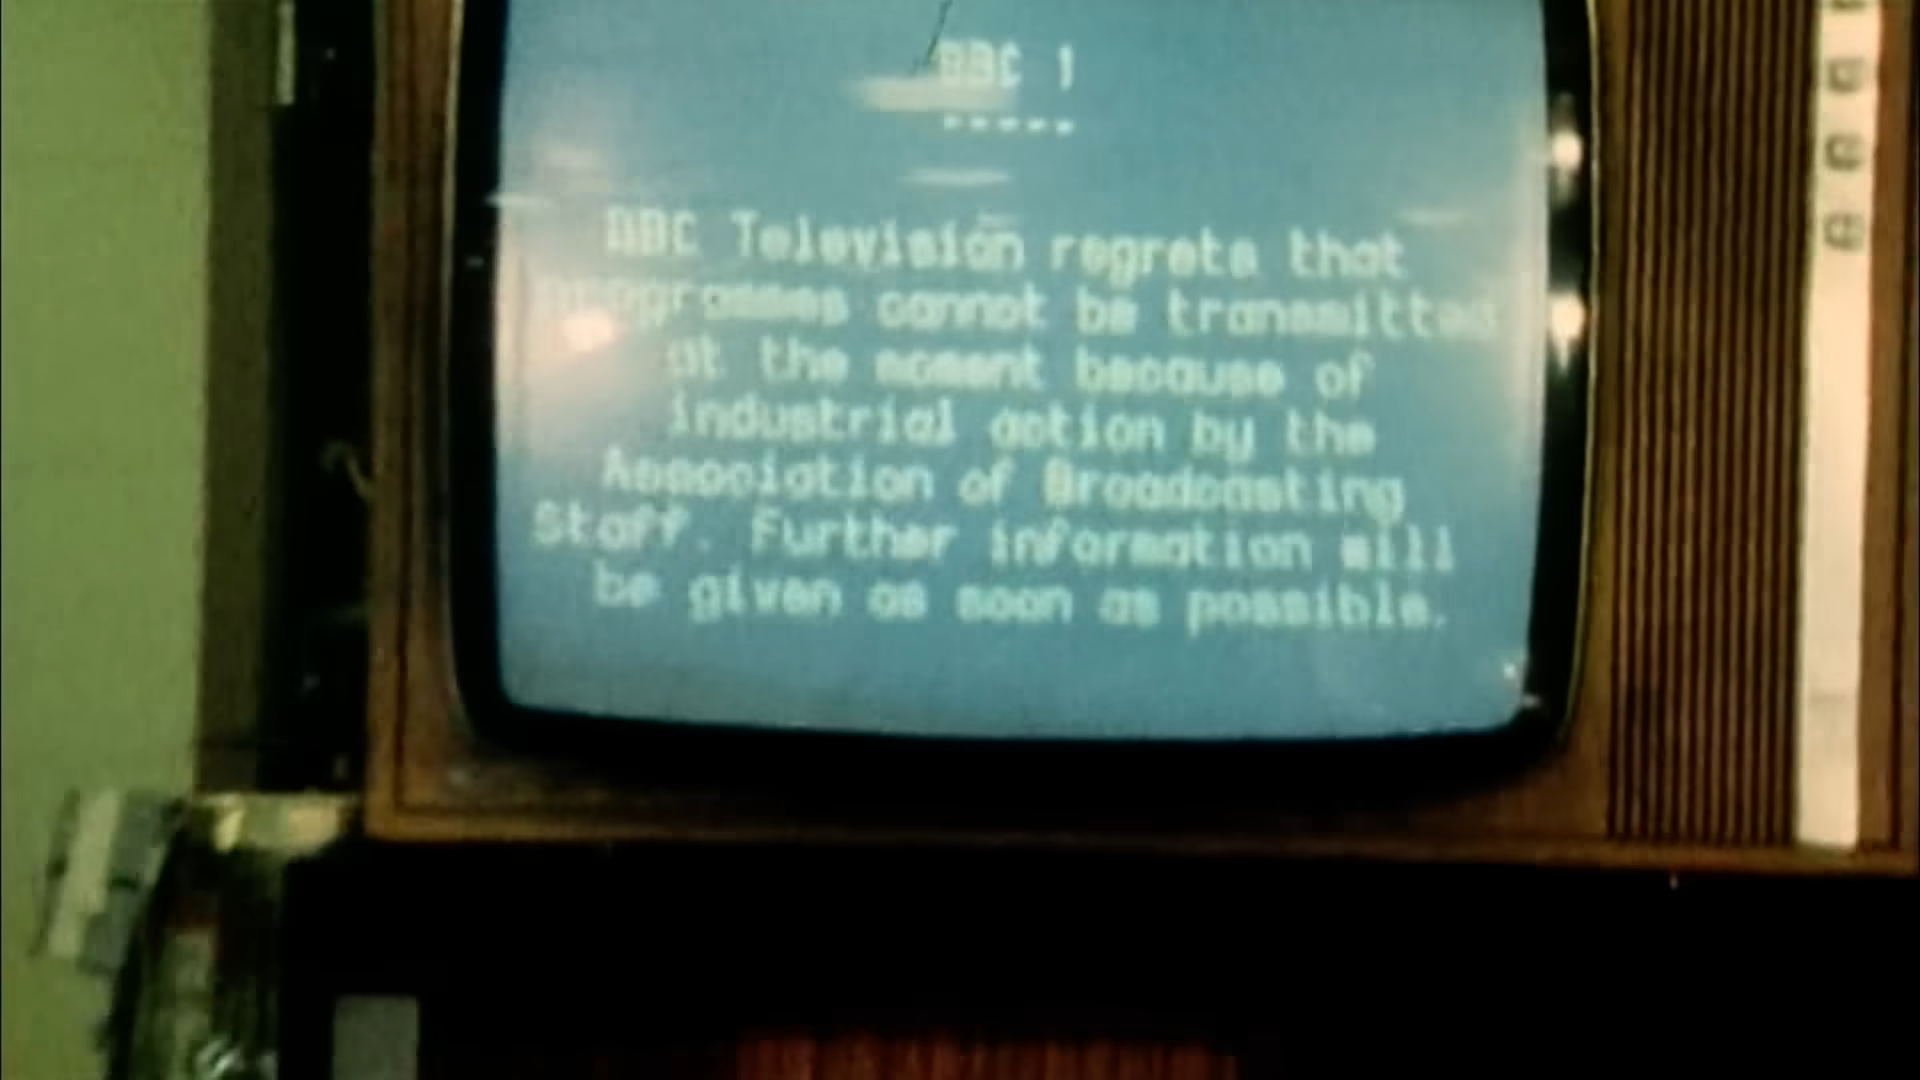 BBC 1
-----
BBC Television regrets that
programmes cannot be transmitted
at the moment because of
industrial action by the
Association of Broadcasting
Staff. Further information will
be given as soon as possible.